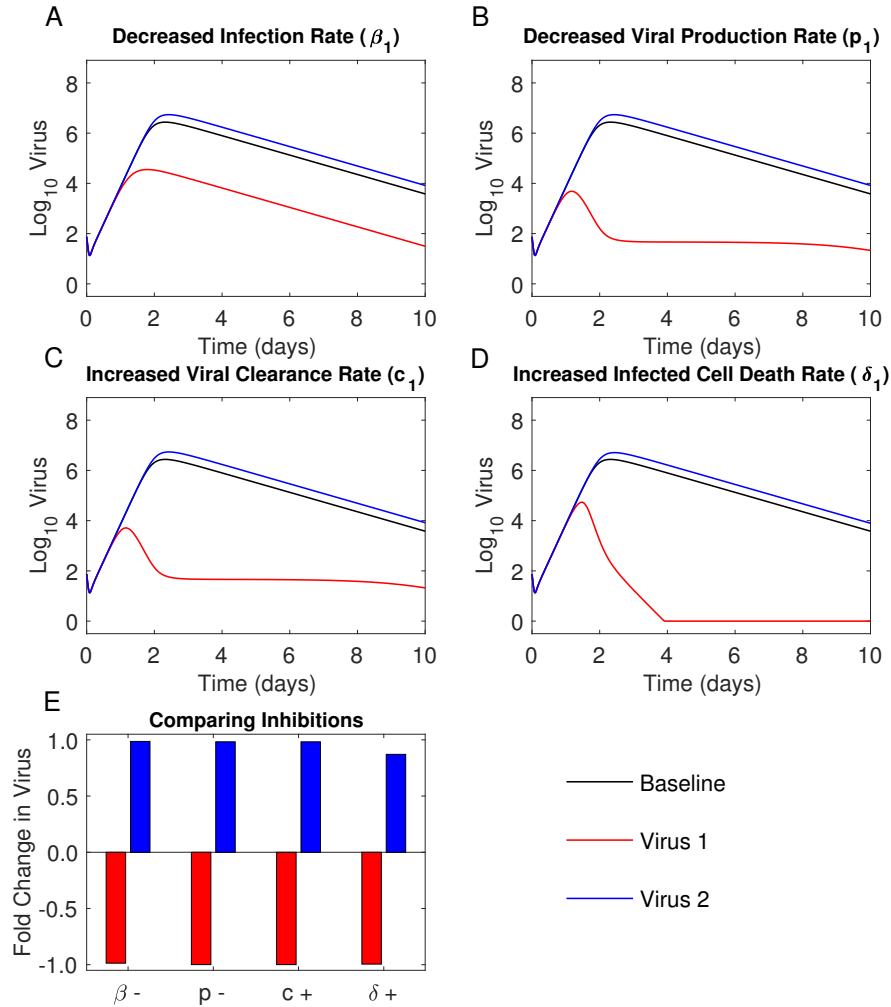 A
Decreased Infection Rate (β₁)
8
6
4
2
0
Log₁₀ Virus
0 2 4 6 8 10
Time (days)
B
Decreased Viral Production Rate (p₁)
8
6
4
2
0
Log₁₀ Virus
0 2 4 6 8 10
Time (days)
C
Increased Viral Clearance Rate (c₁)
8
6
4
2
0
Log₁₀ Virus
0 2 4 6 8 10
Time (days)
D
Increased Infected Cell Death Rate (δ₁)
8
6
4
2
0
Log₁₀ Virus
0 2 4 6 8 10
Time (days)
E
Comparing Inhibitions
1.0
0.5
0.0
-0.5
-1.0
Fold Change in Virus
β - p - c + δ +
Baseline
Virus 1
Virus 2